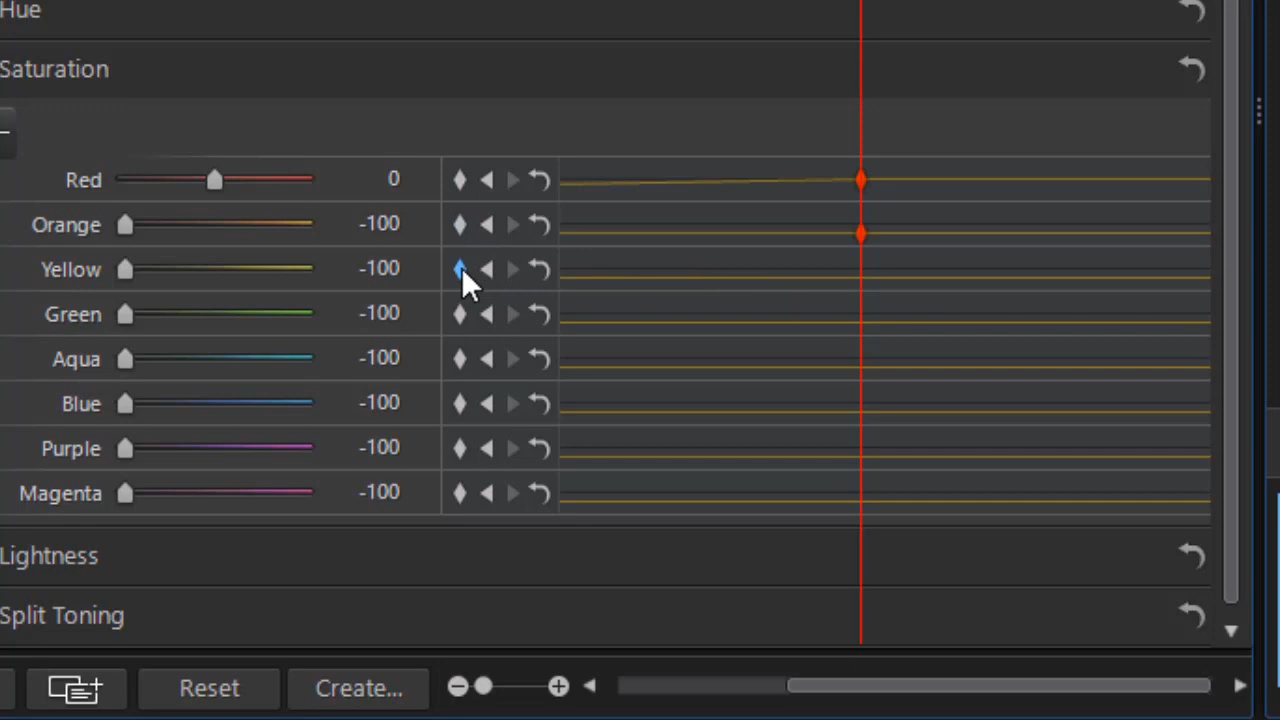 Hue
Saturation
Red 0
Orange -100
Yellow -100
Green -100
Aqua -100
Blue -100
Purple -100
Magenta -100
Lightness
Split Toning
Reset Create...